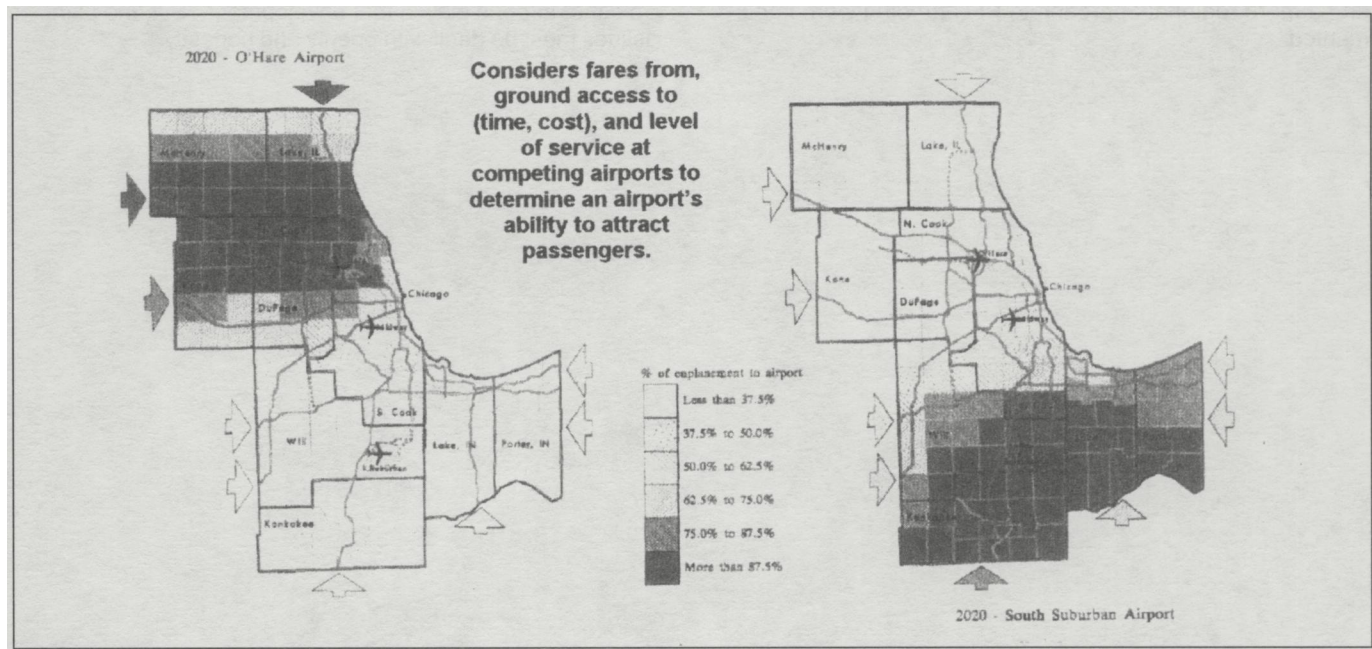 2020 - O'Hare Airport
Considers fares from,
ground access to
(time, cost), and level
of service at
competing airports to
determine an airport's
ability to attract
passengers.
McHenry
Lake, IL
DuPage
Chicago
Midway
S. Cook
Will
Lake, IN
Porter, IN
S.Suburban
Kankakee
% of enplanement to airport
Less than 37.5%
37.5% to 50.0%
50.0% to 62.5%
62.5% to 75.0%
75.0% to 87.5%
More than 87.5%
McHenry
Lake, IL
N. Cook
O'Hare
Kane
DuPage
Chicago
Will
2020 - South Suburban Airport